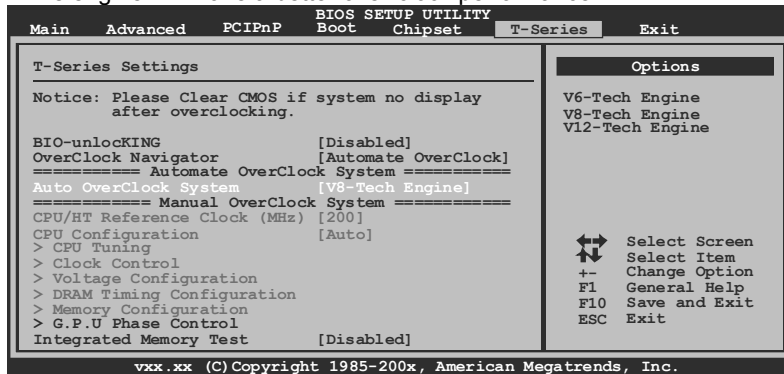 BIOS SETUP UTILITY
Main Advanced PCIPnP Boot Chipset T-Series Exit
T-Series Settings
Notice: Please Clear CMOS if system no display
after overclocking.
BIO-unlocKING [Disabled]
OverClock Navigator [Automate OverClock]
=========== Automate OverClock System ===========
Auto OverClock System [V8-Tech Engine]
============ Manual OverClock System ============
CPU/HT Reference Clock (MHz) [200]
CPU Configuration [Auto]
> CPU Tuning
> Clock Control
> Voltage Configuration
> DRAM Timing Configuration
> Memory Configuration
> G.P.U Phase Control
Integrated Memory Test [Disabled]
Options
V6-Tech Engine
V8-Tech Engine
V12-Tech Engine
Select Screen
Select Item
+- Change Option
F1 General Help
F10 Save and Exit
ESC Exit
vxx.xx (C)Copyright 1985-200x, American Megatrends, Inc.